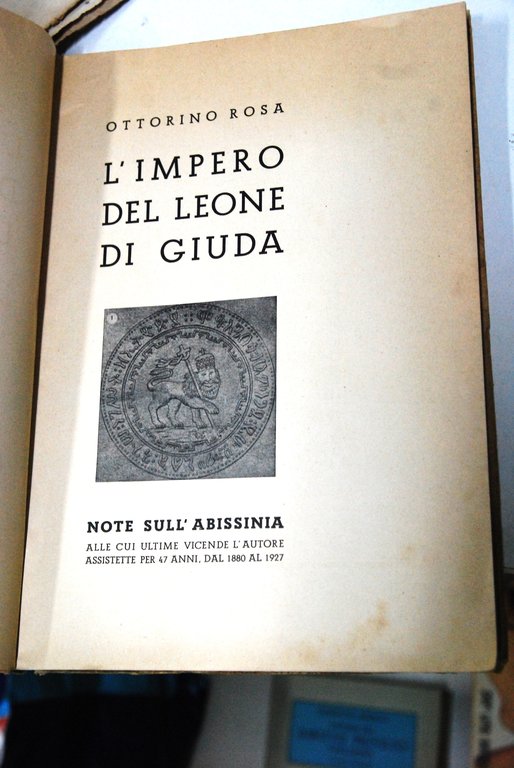 OTTORINO ROSA
L'IMPERO
DEL LEONE
DI GIUDA
NOTE SULL'ABISSINIA
ALLE CUI ULTIME VICENDE L'AUTORE
ASSISTETTE PER 47 ANNI, DAL 1880 AL 1927